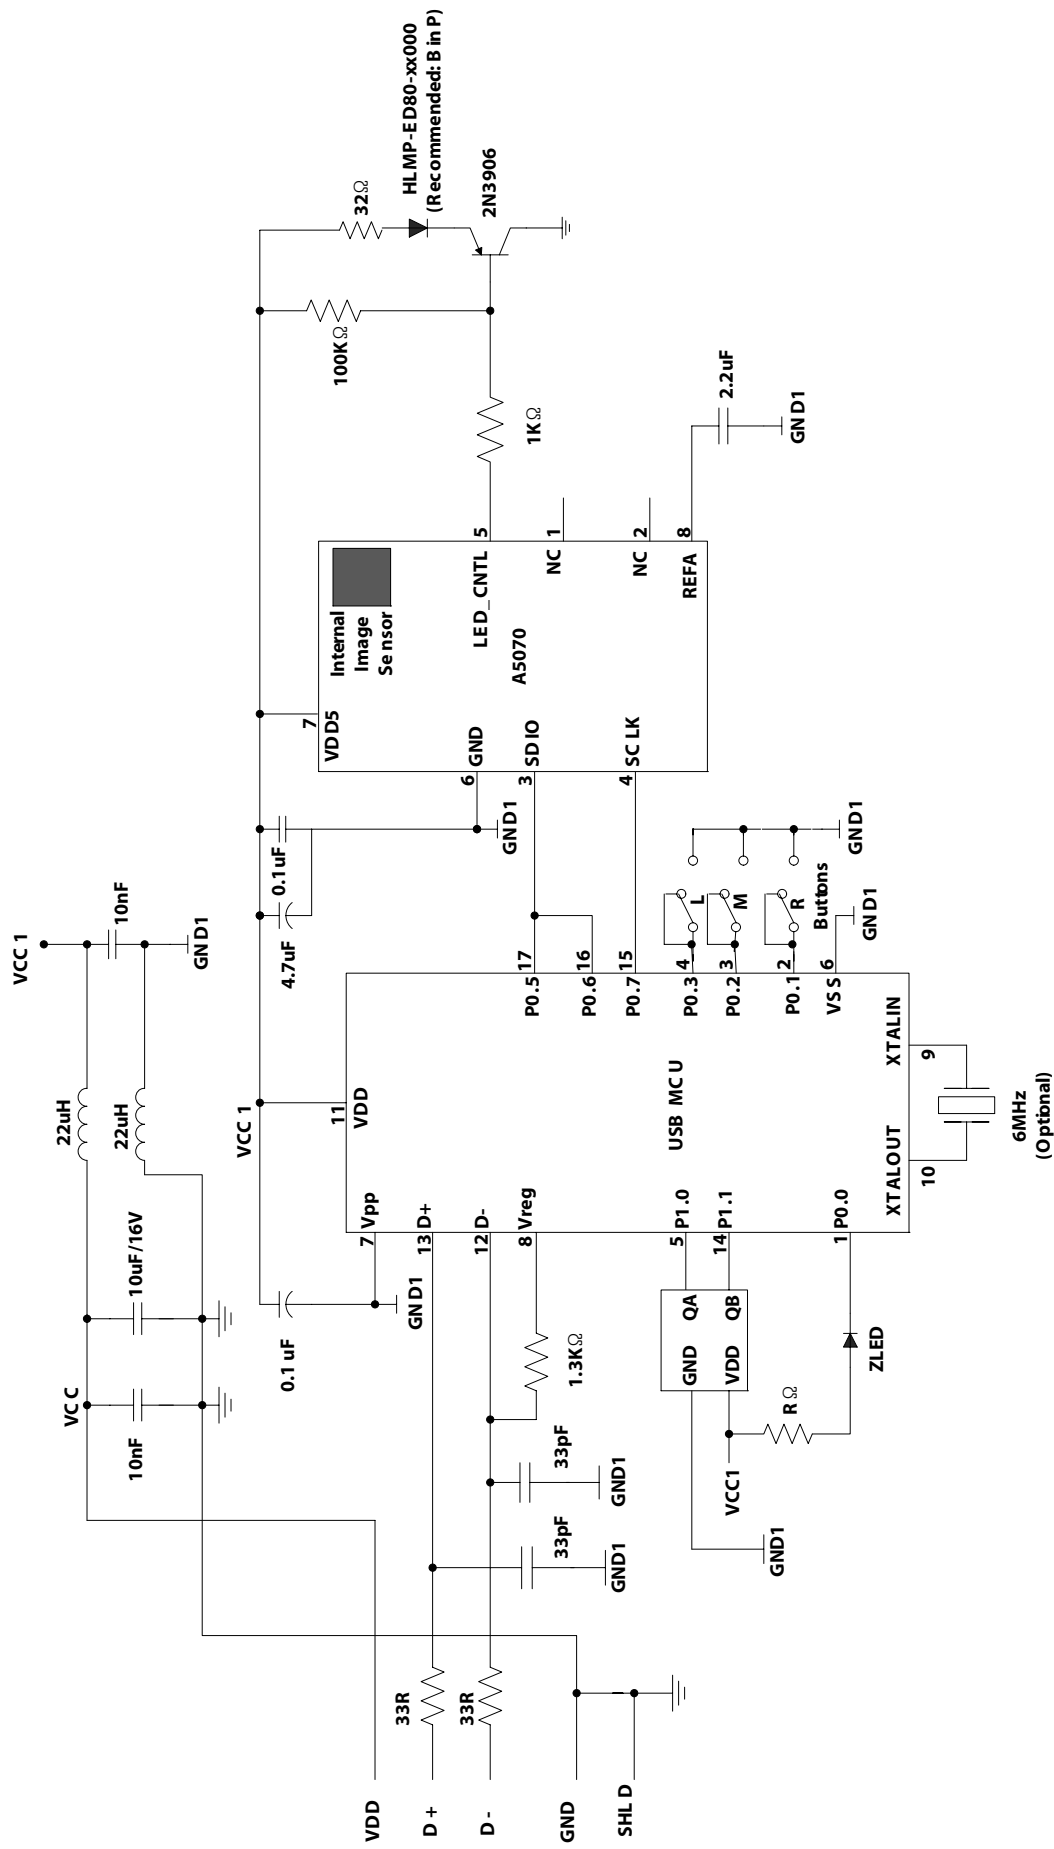 VCC 1
10nF
GND1
22uH
22uH
10uF/16V
VCC
10nF
VCC 1
4.7uF
0.1uF
0.1 uF
32Ω
HLMP-ED80-xx000
(Recommended: B in P)
2N3906
100KΩ
1KΩ
2.2uF
GND1
7
VDD5
Internal
Image
Sensor
A5070
LED_CNTL
5
NC
1
NC
2
REFA
8
6
GND
GND1
3
SDIO
4
SCLK
11
VDD
USB MCU
7
Vpp
GND1
13
D+
12
D-
8
Vreg
5
P1.0
14
P1.1
1
P0.0
P0.5
17
P0.6
16
P0.7
15
P0.3
4
P0.2
3
P0.1
2
VSS
6
GND1
L
M
R
Buttons
GND1
XTALIN
9
XTALOUT
10
6MHz
(Optional)
1.3KΩ
33pF
GND1
33pF
GND1
GND
QA
VDD
QB
VCC1
GND1
R Ω
ZLED
33R
33R
VDD
D+
D-
GND
SHLD